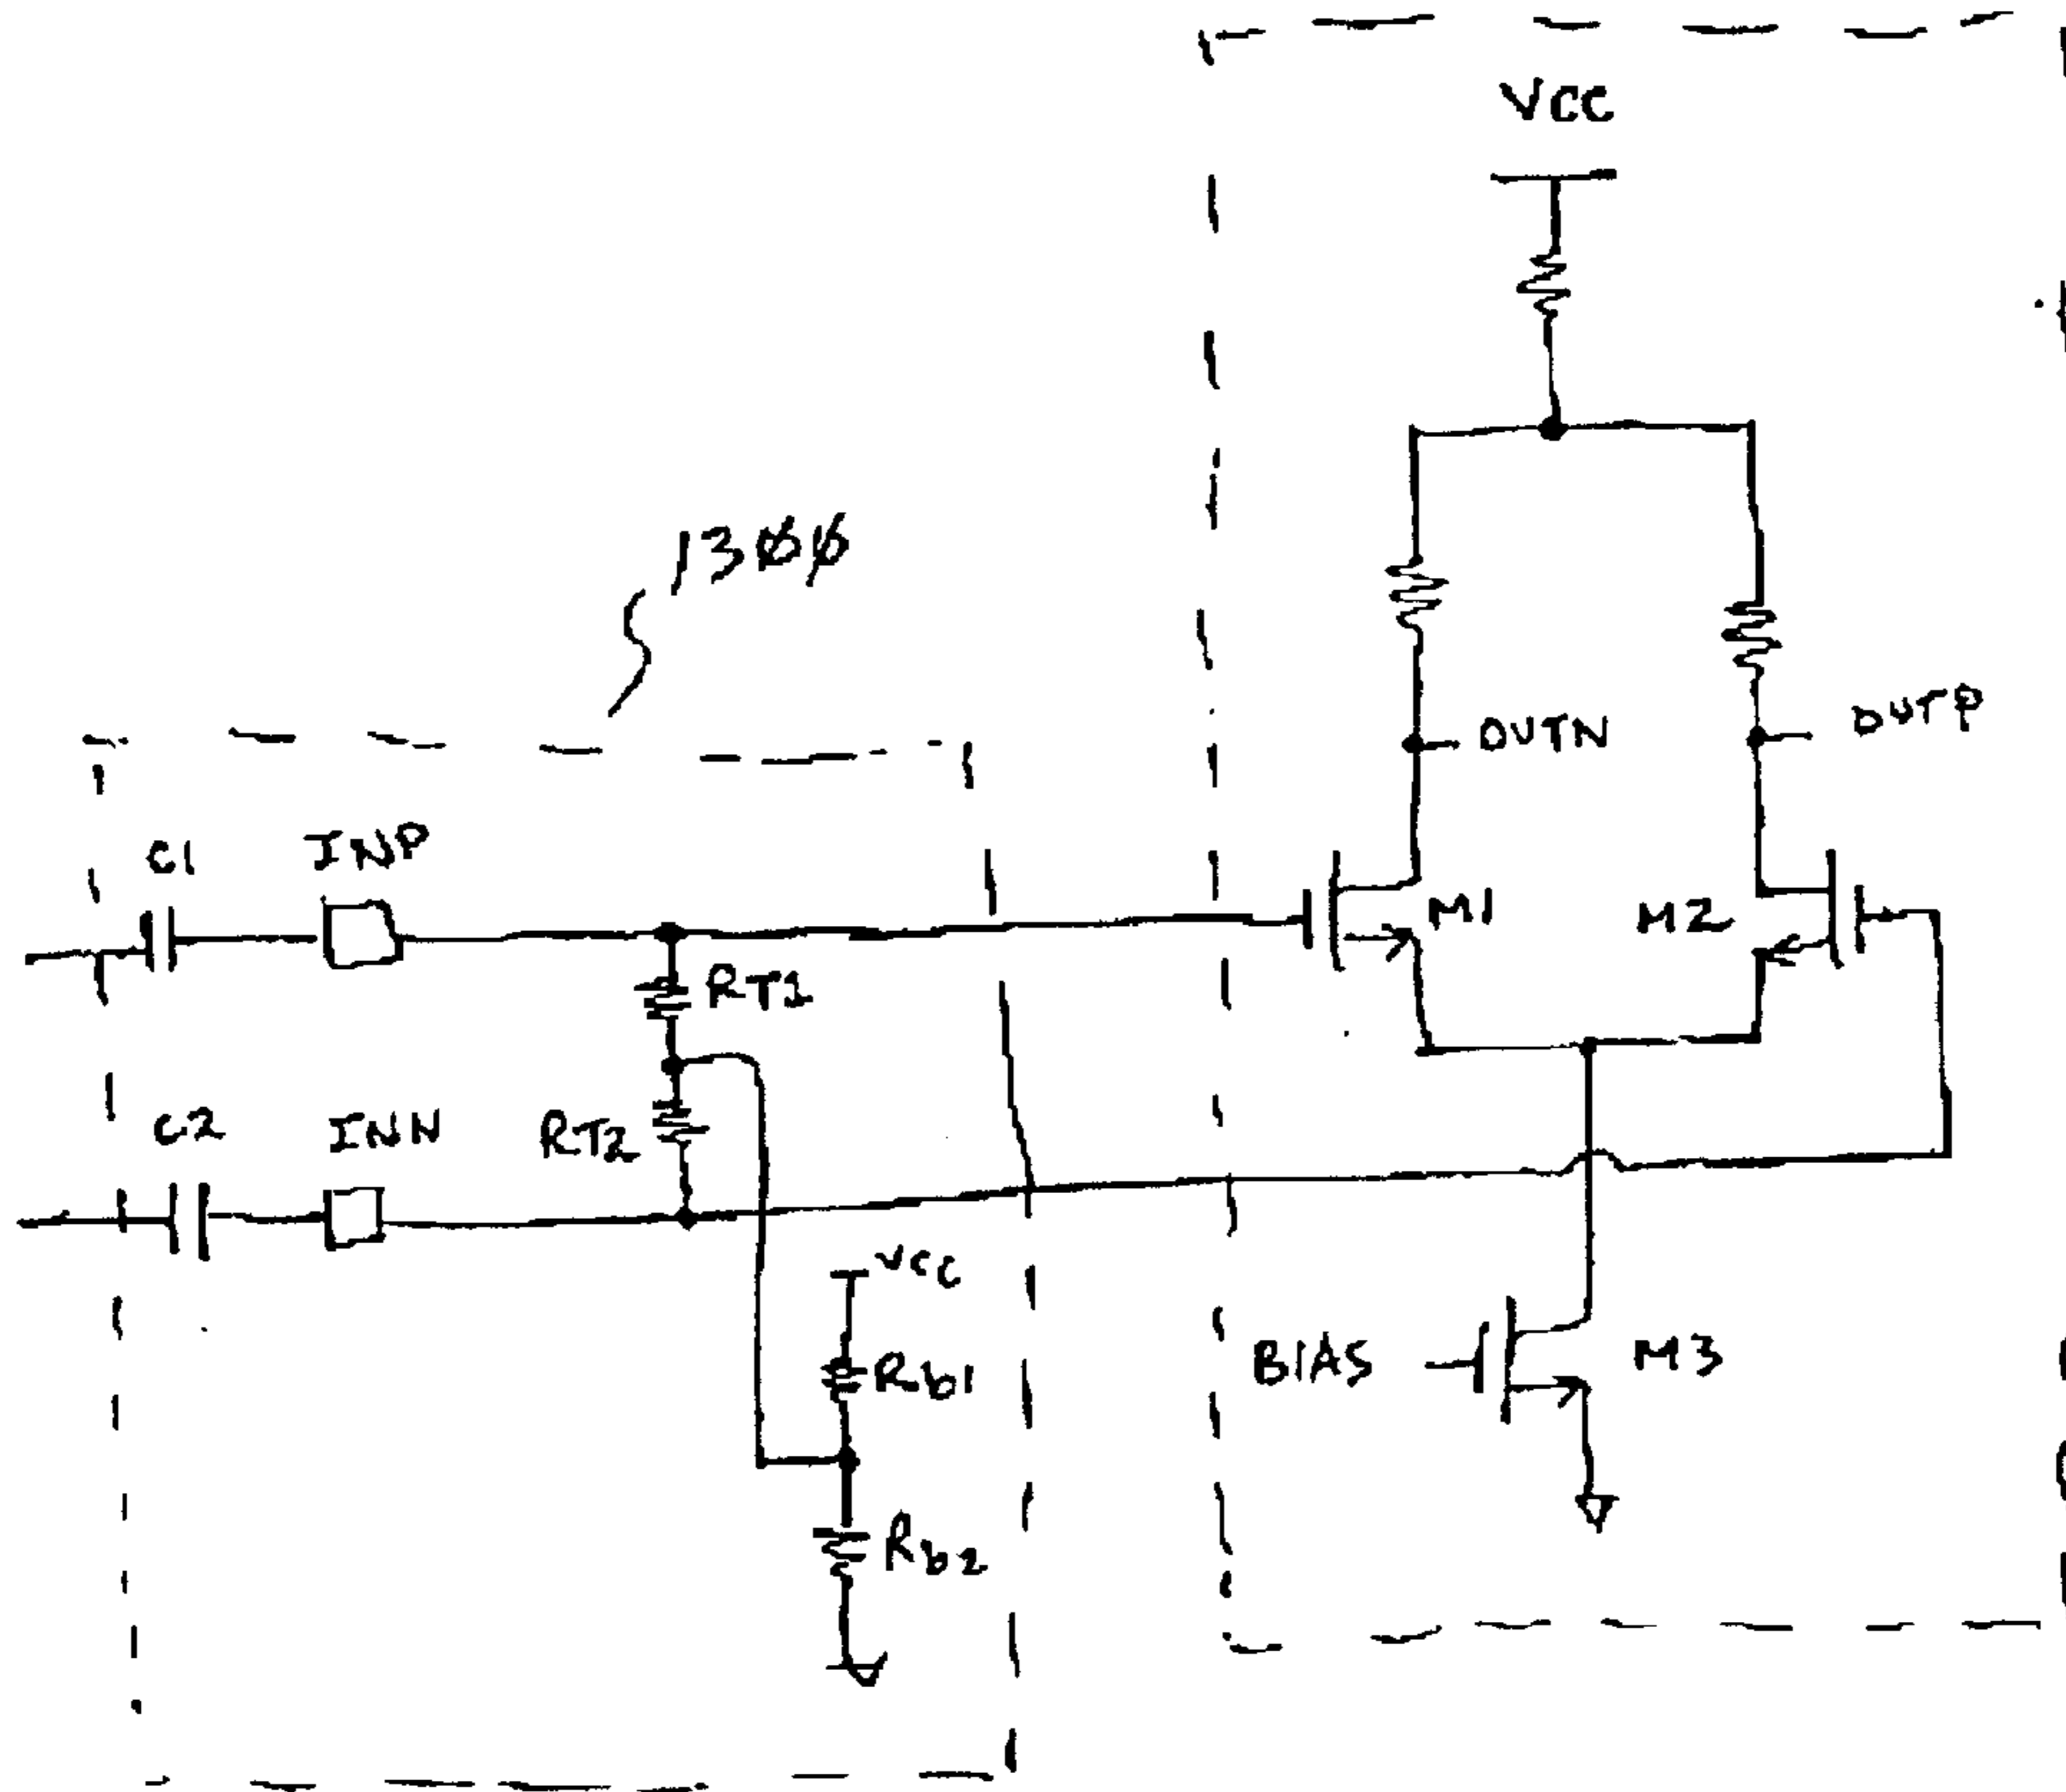 VCC
1300
OUTN
OUTP
C1
INP
M1
M2
RT1
C2
INN
RT2
VCC
BIAS
M3
Rb1
Rb2